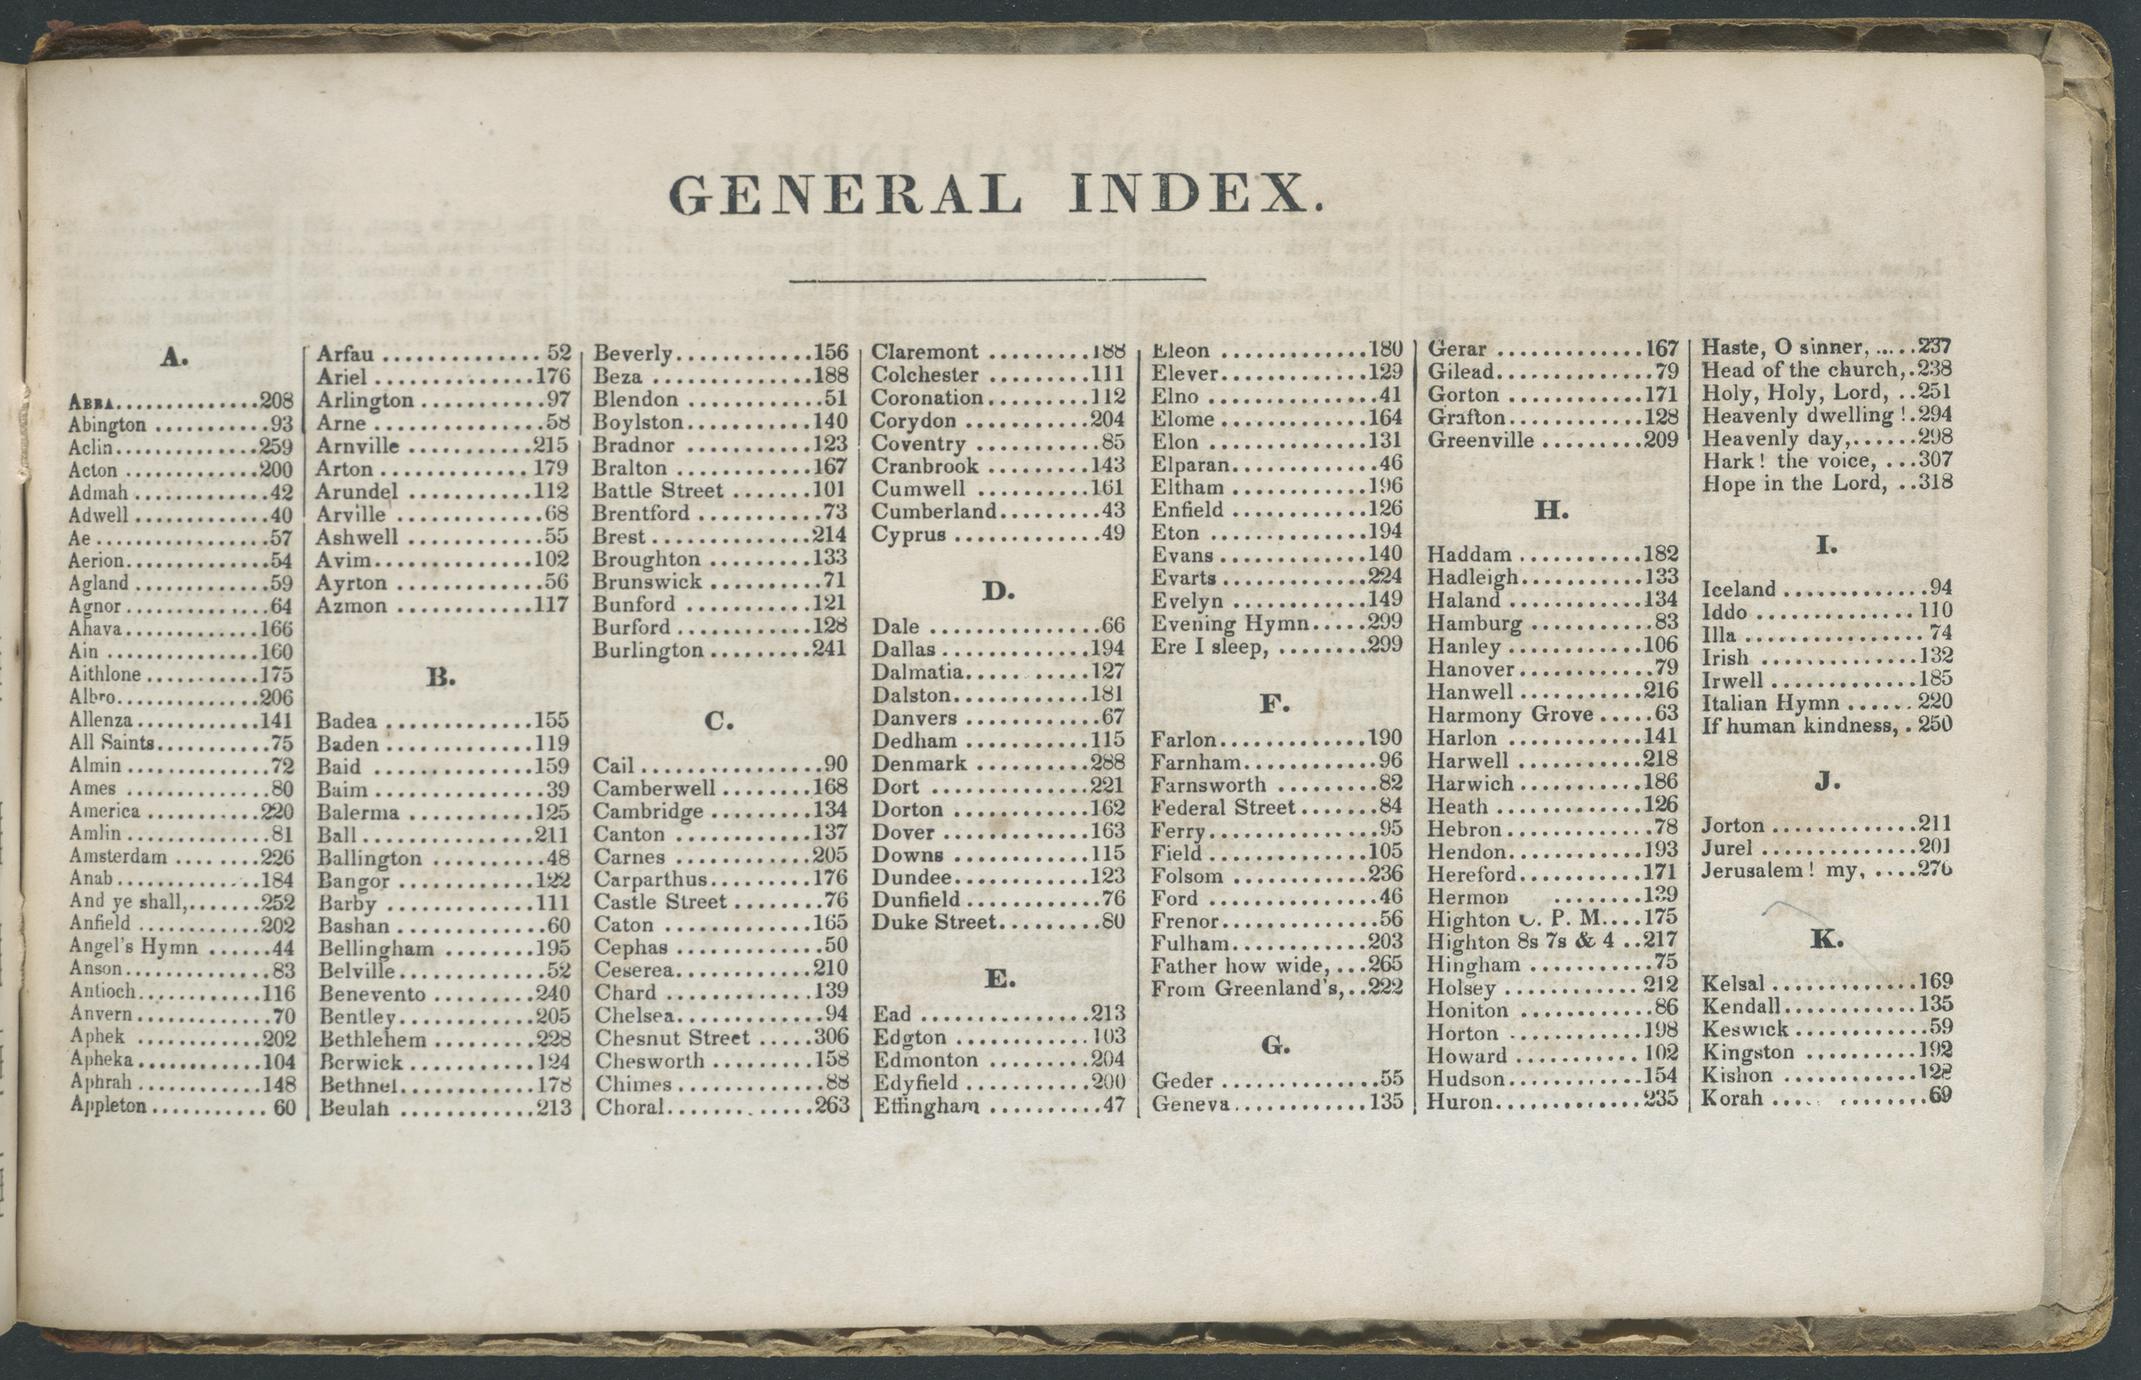 GENERAL INDEX.
A.
ABBA..............208
Abington ...........93
Aclin..............259
Acton ..............200
Admah .............42
Adwell .............40
Ae .................57
Aerion..............54
Agland .............59
Agnor ..............64
Ahava.............166
Ain ...............160
Aithlone ...........175
Albro..............206
Allenza ............141
All Saints...........75
Almin ..............72
Ames ..............80
America ...........220
Amlin ..............81
Amsterdam ........226
Anab..............184
And ye shall,.......252
Anfield ............202
Angel's Hymn ......44
Anson..............83
Antioch............116
Anvern .............70
Aphek ............202
Apheka............104
Aphrah ............148
Appleton ........... 60
Arfau ............... 52
Ariel ..............176
Arlington ...........97
Arne ...............58
Arnville ............215
Arton ............. 179
Arundel ...........112
Arville .............68
Ashwell .............55
Avim..............102
Ayrton .............56
Azmon ............117
B.
Badea .............155
Baden .............119
Baid ..............159
Baim ...............39
Balerma ...........125
Ball...............211
Ballington ..........48
Bangor ............122
Barby .............111
Bashan .............60
Bellingham ........195
Belville.............52
Benevento .........240
Bentley............205
Bethlehem .........228
Berwick ...........124
Bethnel............178
Beulah ............213
Beverly............156
Beza ..............188
Blendon ............51
Boylston...........140
Bradnor ...........123
Bralton ............167
Battle Street .......101
Brentford ...........73
Brest ..............214
Broughton .........133
Brunswick ..........71
Bunford ...........121
Burford ............128
Burlington .........241
C.
Cail ................90
Camberwell ........168
Cambridge .........134
Canton ............137
Carnes ............205
Carparthus.........176
Castle Street ........76
Caton .............165
Cephas .............50
Ceserea............210
Chard .............139
Chelsea.............94
Chesnut Street .....306
Chesworth .........158
Chimes .............88
Choral.............263
Claremont .........188
Colchester .........111
Coronation.........112
Corydon ...........204
Coventry ...........85
Cranbrook .........143
Cumwell ..........161
Cumberland.........43
Cyprus .............49
D.
Dale ...............66
Dallas .............194
Dalmatia...........127
Dalston............181
Danvers ............67
Dedham ...........115
Denmark ..........288
Dort ..............221
Dorton ............162
Dover .............163
Downs ............115
Dundee............123
Dunfield ............76
Duke Street.........80
E.
Ead ...............213
Edgton ............103
Edmonton .........204
Edyfield ...........200
Effingham ..........47
Eleon .............180
Elever.............129
Elno ...............41
Elome .............164
Elon ..............131
Elparan.............46
Eltham ............196
Enfield ............126
Eton ..............194
Evans .............140
Evarts .............224
Evelyn ............149
Evening Hymn.....299
Ere I sleep, ........299
F.
Farlon.............190
Farnham............96
Farnsworth .........82
Federal Street.......84
Ferry...............95
Field ..............105
Folsom ............236
Ford ...............46
Frenor..............56
Fulham............203
Father how wide, ...265
From Greenland's,..222
G.
Geder ..............55
Geneva............135
Gerar .............167
Gilead..............79
Gorton ............171
Grafton............128
Greenville .........209
H.
Haddam ...........182
Hadleigh...........133
Haland ............134
Hamburg ...........83
Hanley ............106
Hanover............79
Hanwell ...........216
Harmony Grove .....63
Harlon ............141
Harwell ...........218
Harwich ...........186
Heath .............126
Hebron .............78
Hendon............193
Hereford...........171
Hermon ........139
Highton C. P. M....175
Highton 8s 7s & 4 ..217
Hingham ...........75
Holsey ............ 212
Honiton ............86
Horton ............198
Howard ........... 102
Hudson............154
Huron.............235
Haste, O sinner, .....237
Head of the church,.238
Holy, Holy, Lord, ..251
Heavenly dwelling !.294
Heavenly day,......298
Hark! the voice, ...307
Hope in the Lord, ..318
I.
Iceland .............94
Iddo ..............110
Illa ................74
Irish ..............132
Irwell .............185
Italian Hymn ......220
If human kindness, . 250
J.
Jorton .............211
Jurel ..............201
Jerusalem! my, ....276
K.
Kelsal .............169
Kendall............135
Keswick............59
Kingston ..........192
Kishon ............128
Korah ..............69